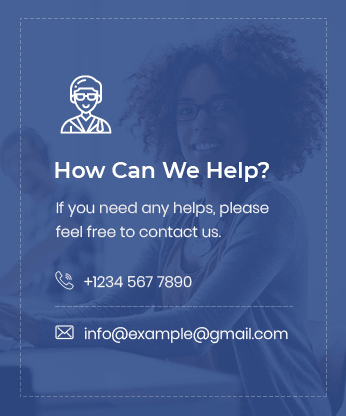 How Can We Help?
If you need any helps, please
feel free to contact us.
+1234 567 7890
info@example@gmail.com